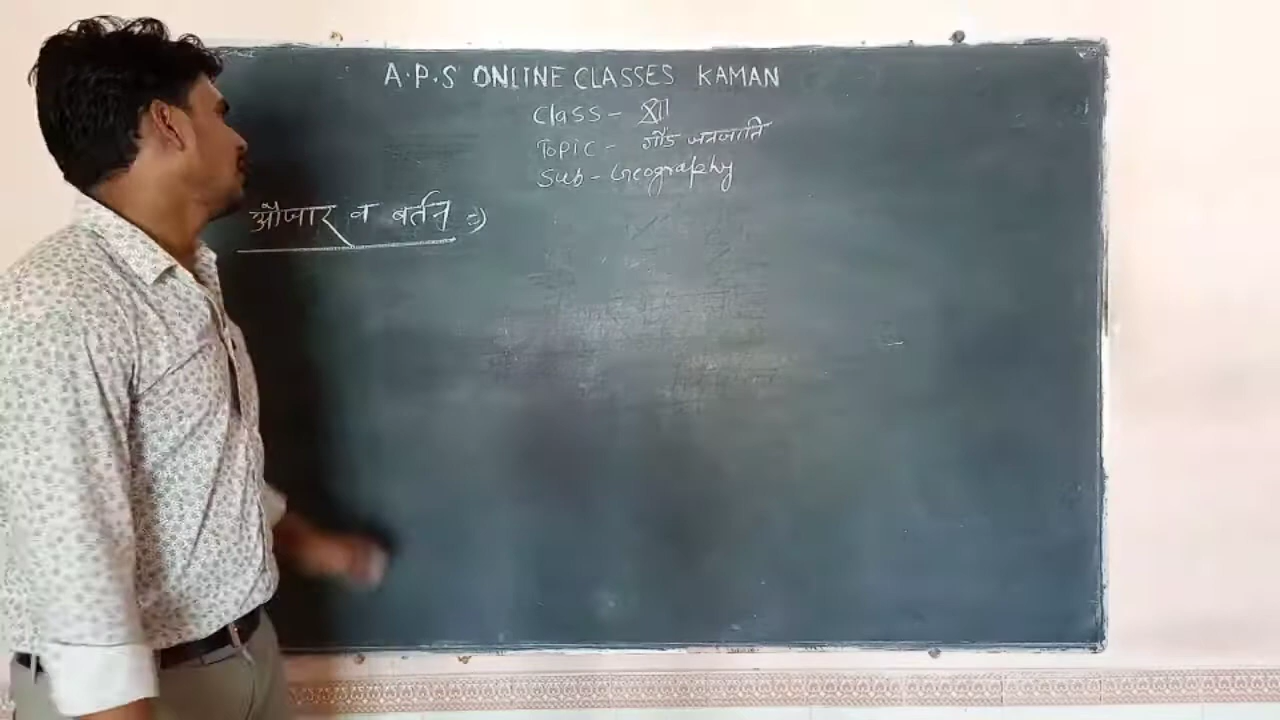 A.P.S ONLINE CLASSES KAMAN
Class - XII
Topic - गोंड जनजाति
Sub - Geography
औजार व बर्तन